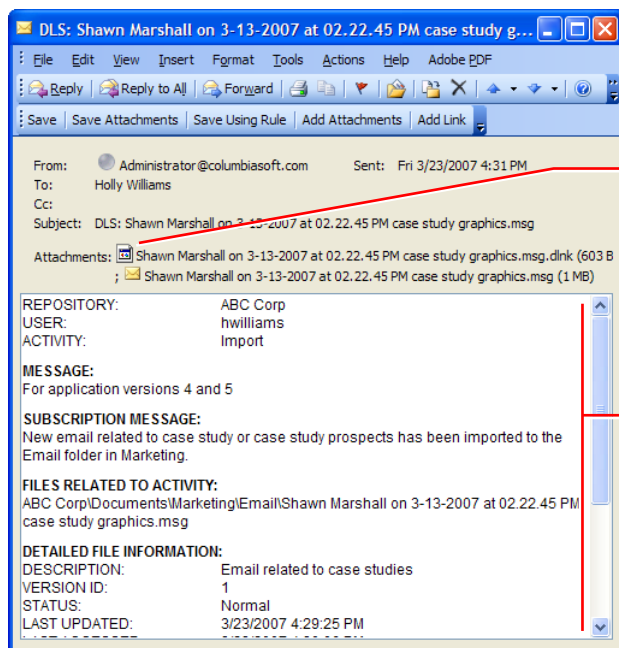 DLS: Shawn Marshall on 3-13-2007 at 02.22.45 PM case study g...
File Edit View Insert Format Tools Actions Help Adobe PDF
Reply Reply to All Forward
Save Save Attachments Save Using Rule Add Attachments Add Link
From: Administrator@columbiasoft.com Sent: Fri 3/23/2007 4:31 PM
To: Holly Williams
Cc:
Subject: DLS: Shawn Marshall on 3-13-2007 at 02.22.45 PM case study graphics.msg
Attachments: Shawn Marshall on 3-13-2007 at 02.22.45 PM case study graphics.msg.dlnk (603 B
; Shawn Marshall on 3-13-2007 at 02.22.45 PM case study graphics.msg (1 MB)
REPOSITORY: ABC Corp
USER: hwilliams
ACTIVITY: Import
MESSAGE:
For application versions 4 and 5
SUBSCRIPTION MESSAGE:
New email related to case study or case study prospects has been imported to the
Email folder in Marketing.
FILES RELATED TO ACTIVITY:
ABC Corp\Documents\Marketing\Email\Shawn Marshall on 3-13-2007 at 02.22.45 PM
case study graphics.msg
DETAILED FILE INFORMATION:
DESCRIPTION: Email related to case studies
VERSION ID: 1
STATUS: Normal
LAST UPDATED: 3/23/2007 4:29:25 PM